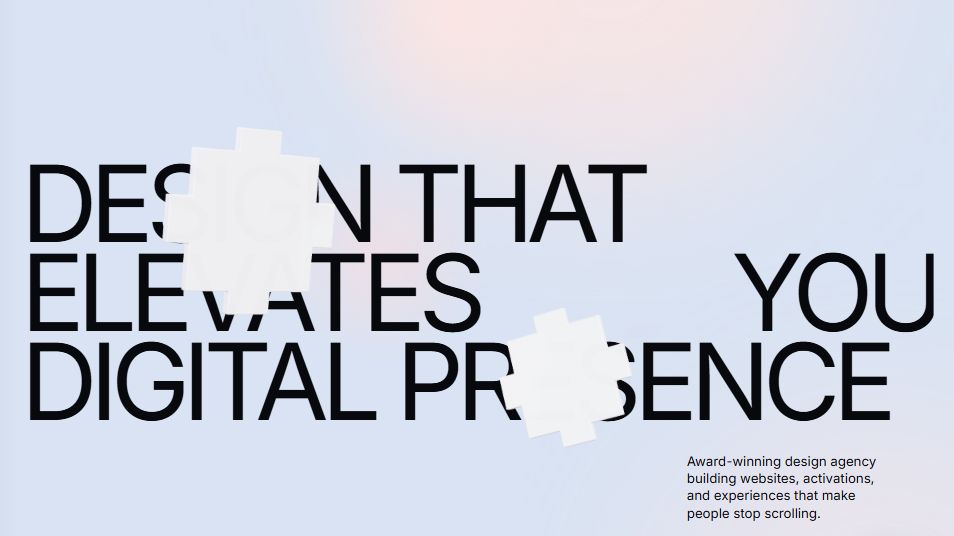 DESIGN THAT
ELEVATES YOU
DIGITAL PRESENCE
Award-winning design agency
building websites, activations,
and experiences that make
people stop scrolling.